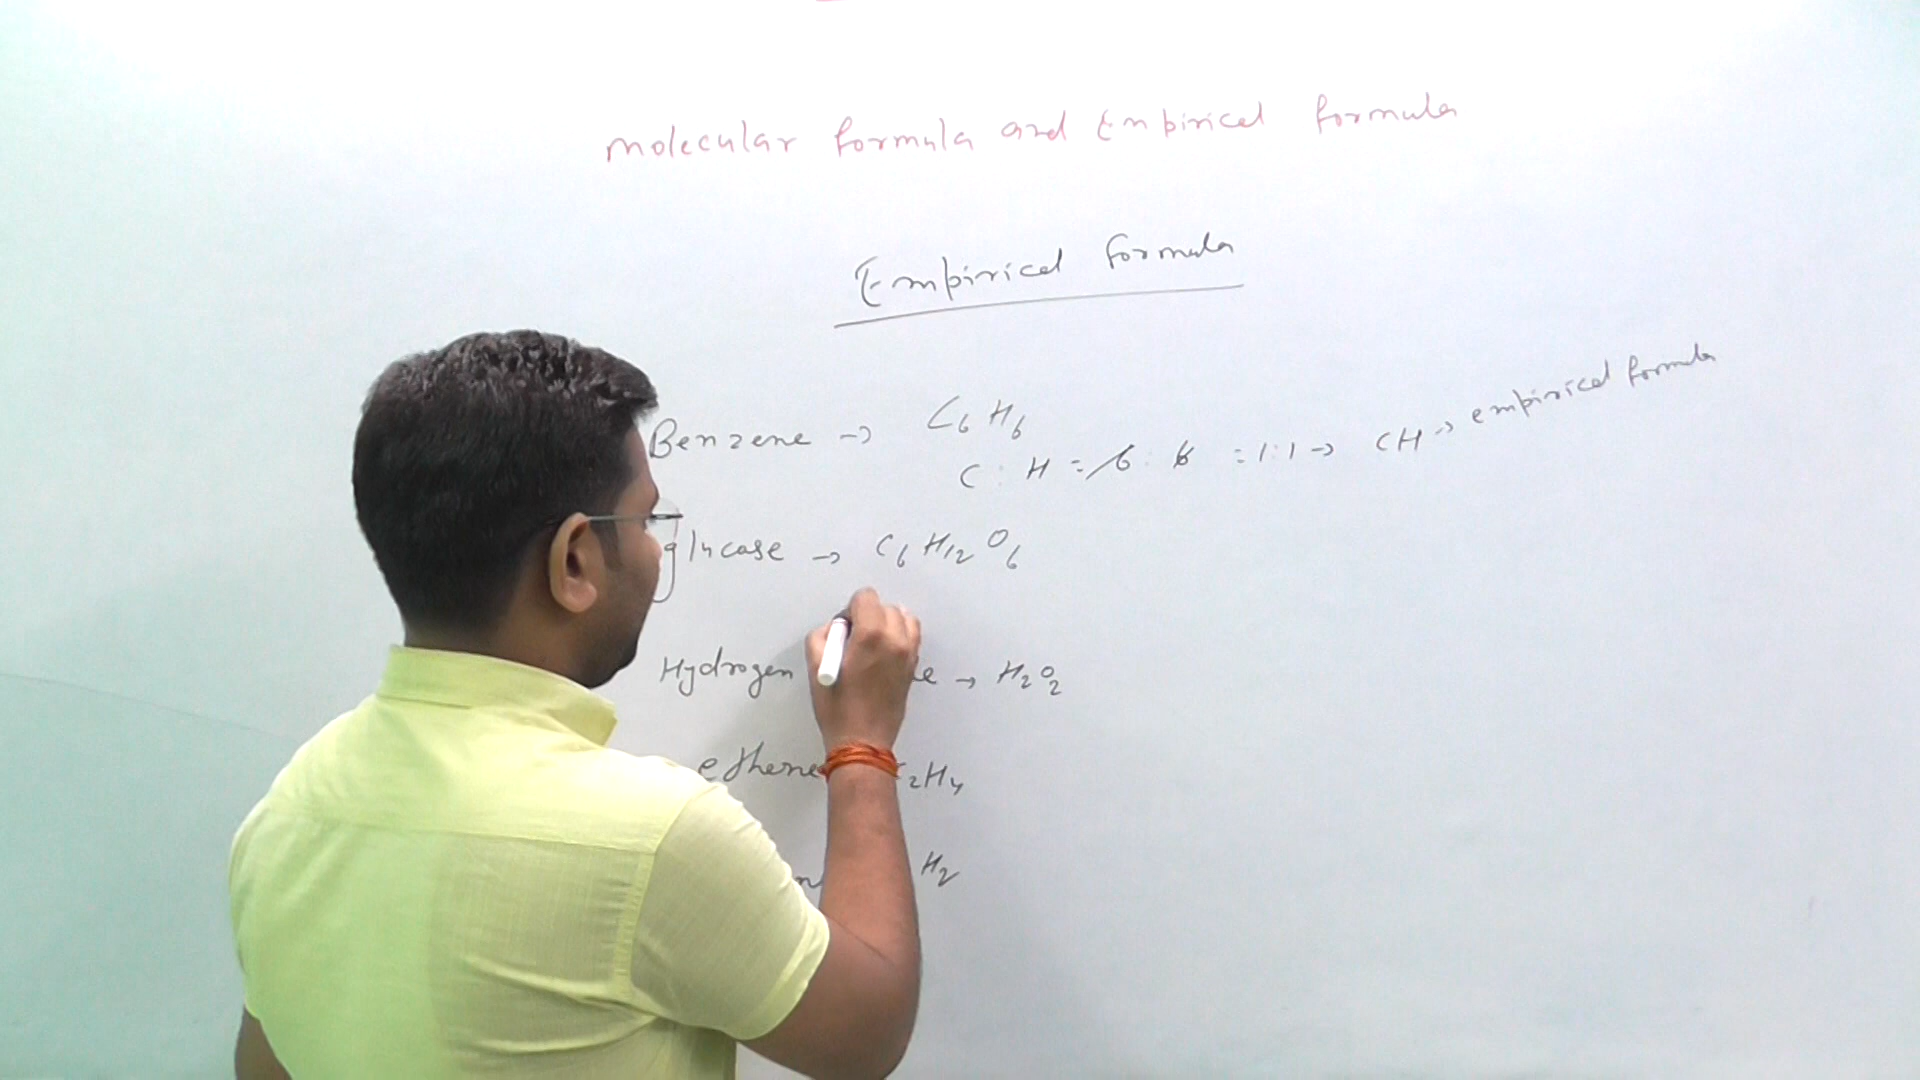 molecular formula and Empirical formula
Empirical formula
Benzene → C6H6
C : H = 6 : 6 = 1:1 → CH → empirical formula
glucose → C6H12O6
Hydrogen → H2O2
ethene 2H4
H2